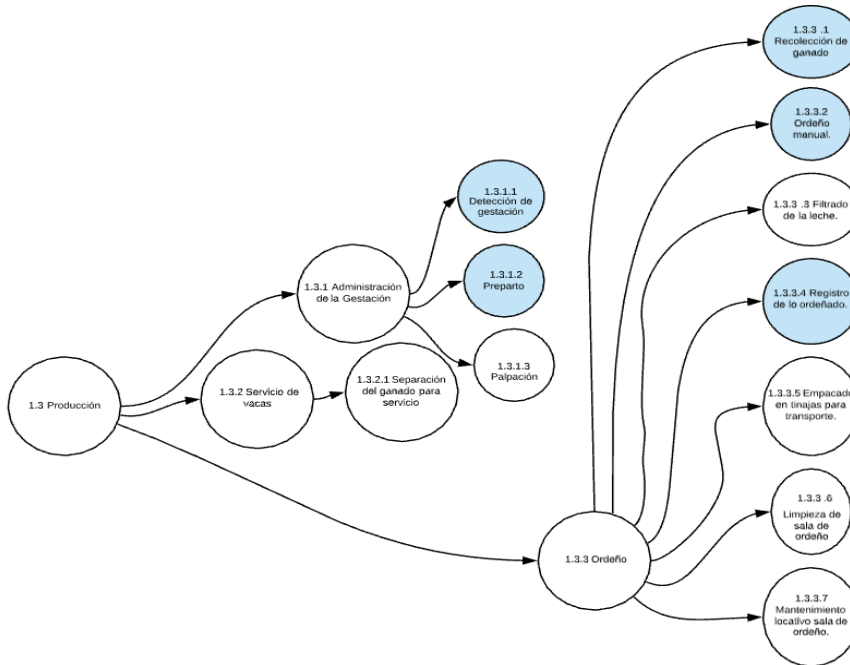 1.3 Producción
1.3.1 Administración
de la Gestación
1.3.1.1
Detección de
gestación
1.3.1.2
Preparto
1.3.1.3
Palpación
1.3.2 Servicio de
vacas
1.3.2.1 Separación
del ganado para
servicio
1.3.3 Ordeño
1.3.3 .1
Recolección de
ganado
1.3.3.2
Ordeño
manual.
1.3.3 .3 Filtrado
de la leche.
1.3.3.4 Registro
de lo ordeñado.
1.3.3.5 Empacado
en tinajas para
transporte.
1.3.3 .6
Limpieza de
sala de
ordeño
1.3.3.7
Mantenimiento
locativo sala de
ordeño.